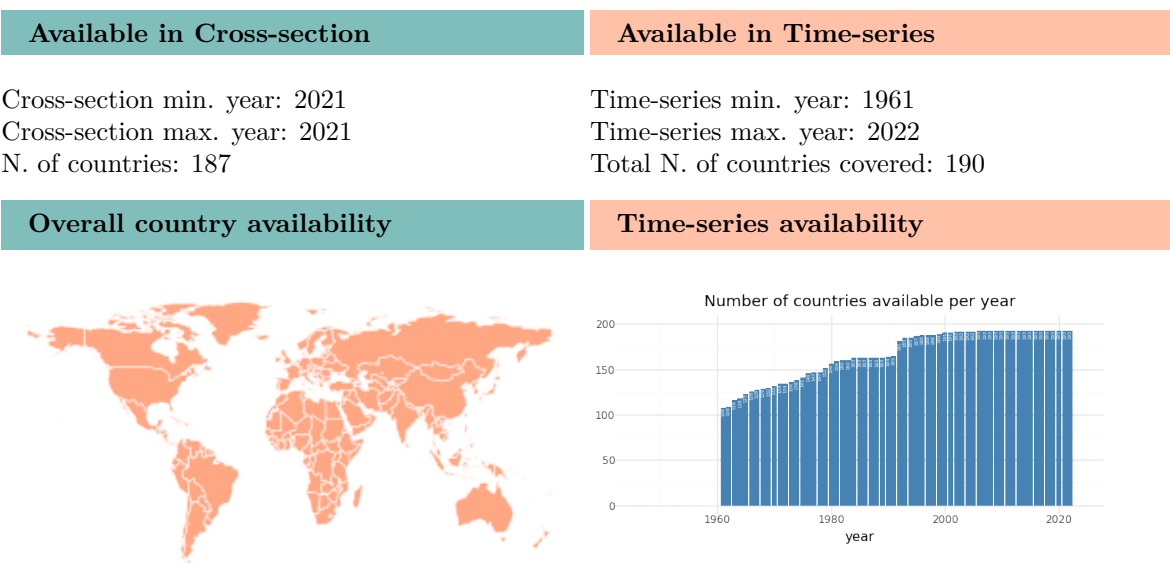 Available in Cross-section
Available in Time-series
Cross-section min. year: 2021
Cross-section max. year: 2021
N. of countries: 187
Time-series min. year: 1961
Time-series max. year: 2022
Total N. of countries covered: 190
Overall country availability
Time-series availability
Number of countries available per year
200
150
100
50
0
1960
1980
2000
2020
year